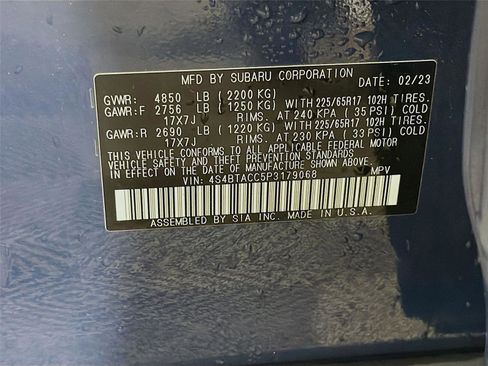 MFD BY SUBARU CORPORATION DATE: 02/23
GVWR: 4850 LB (2200 KG)
GAWR:F 2756 LB (1250 KG) WITH 225/65R17 102H TIRES.
17X7J RIMS. AT 240 KPA (35 PSI) COLD
GAWR:R 2690 LB (1220 KG) WITH 225/65R17 102H TIRES.
17X7J RIMS. AT 230 KPA (33 PSI) COLD
THIS VEHICLE CONFORMS TO ALL APPLICABLE FEDERAL MOTOR
VEHICLE SAFETY, BUMPER, AND THEFT PREVENTION STANDARDS
IN EFFECT ON THE DATE OF MANUFACTURE SHOWN ABOVE.
VIN: 4S4BTACC5P3179068 MPV
ASSEMBLED BY SIA INC. MADE IN U.S.A.